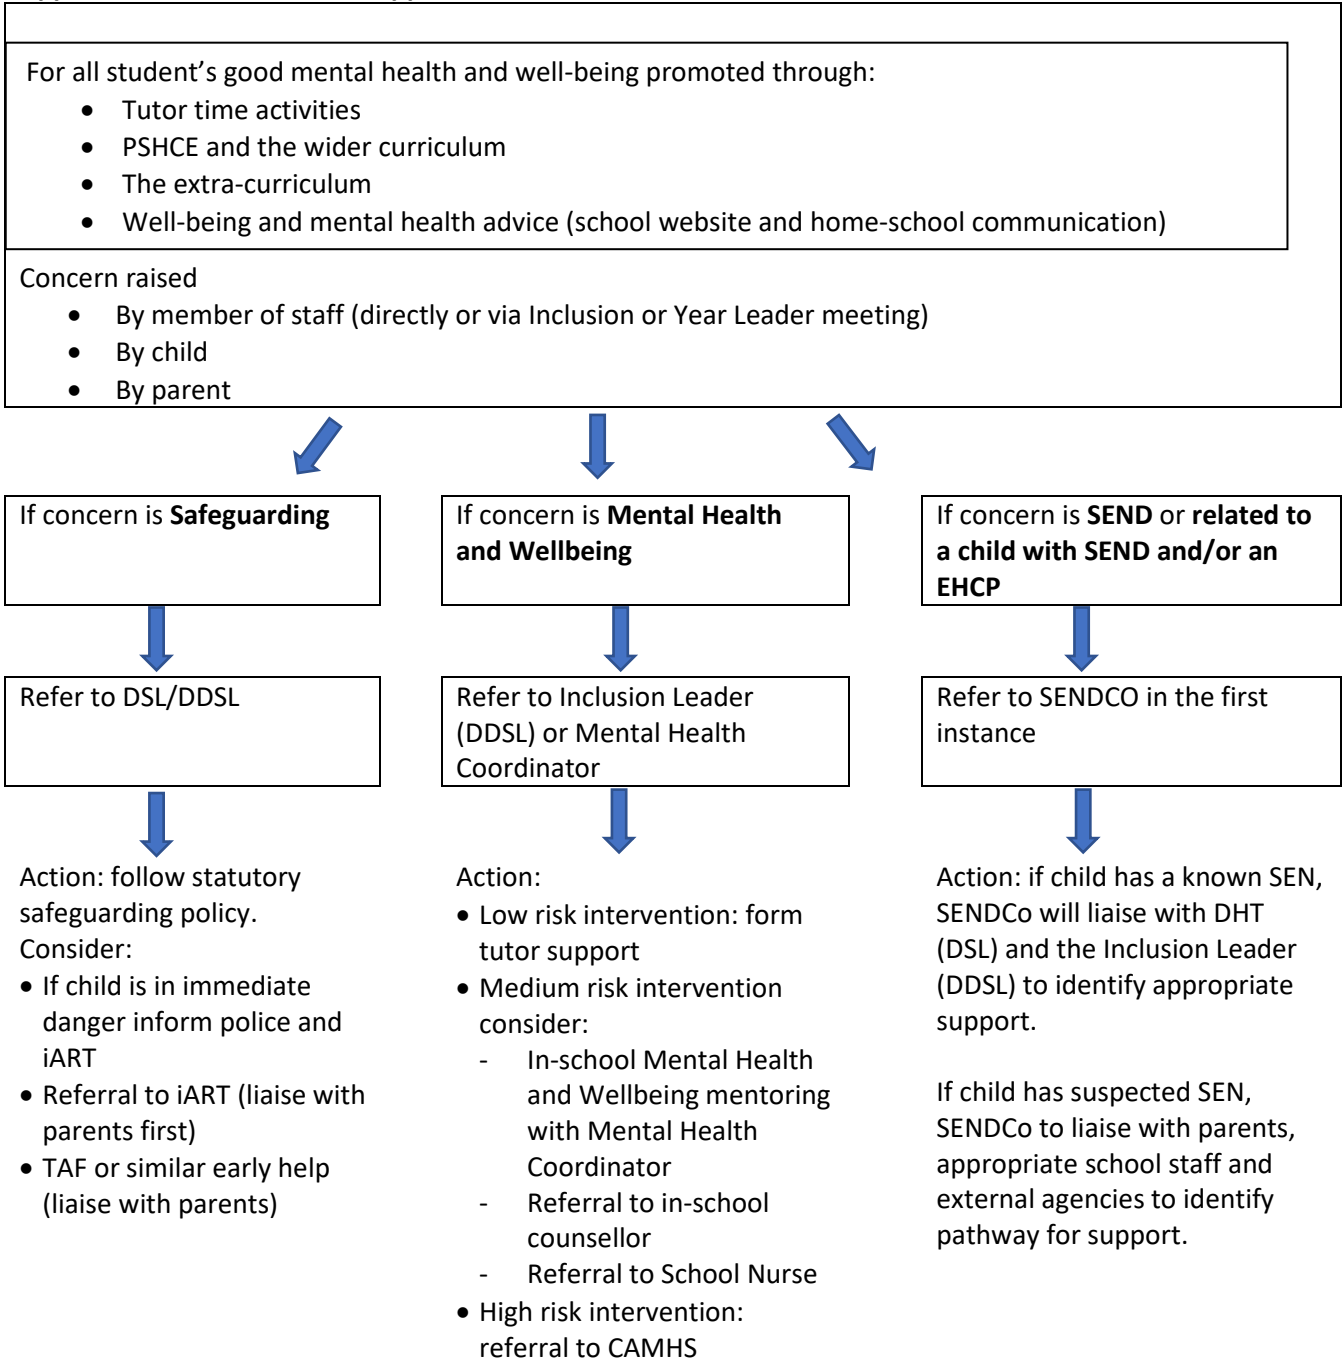 For all student's good mental health and well-being promoted through:
• Tutor time activities
• PSHCE and the wider curriculum
• The extra-curriculum
• Well-being and mental health advice (school website and home-school communication)
Concern raised
• By member of staff (directly or via Inclusion or Year Leader meeting)
• By child
• By parent
If concern is Safeguarding
If concern is Mental Health
and Wellbeing
If concern is SEND or related to
a child with SEND and/or an
EHCP
Refer to DSL/DDSL
Refer to Inclusion Leader
(DDSL) or Mental Health
Coordinator
Refer to SENDCO in the first
instance
Action: follow statutory
safeguarding policy.
Consider:
• If child is in immediate
danger inform police and
iART
• Referral to iART (liaise with
parents first)
• TAF or similar early help
(liaise with parents)
Action:
• Low risk intervention: form
tutor support
• Medium risk intervention
consider:
- In-school Mental Health
and Wellbeing mentoring
with Mental Health
Coordinator
- Referral to in-school
counsellor
- Referral to School Nurse
• High risk intervention:
referral to CAMHS
Action: if child has a known SEN,
SENDCo will liaise with DHT
(DSL) and the Inclusion Leader
(DDSL) to identify appropriate
support.
If child has suspected SEN,
SENDCo to liaise with parents,
appropriate school staff and
external agencies to identify
pathway for support.